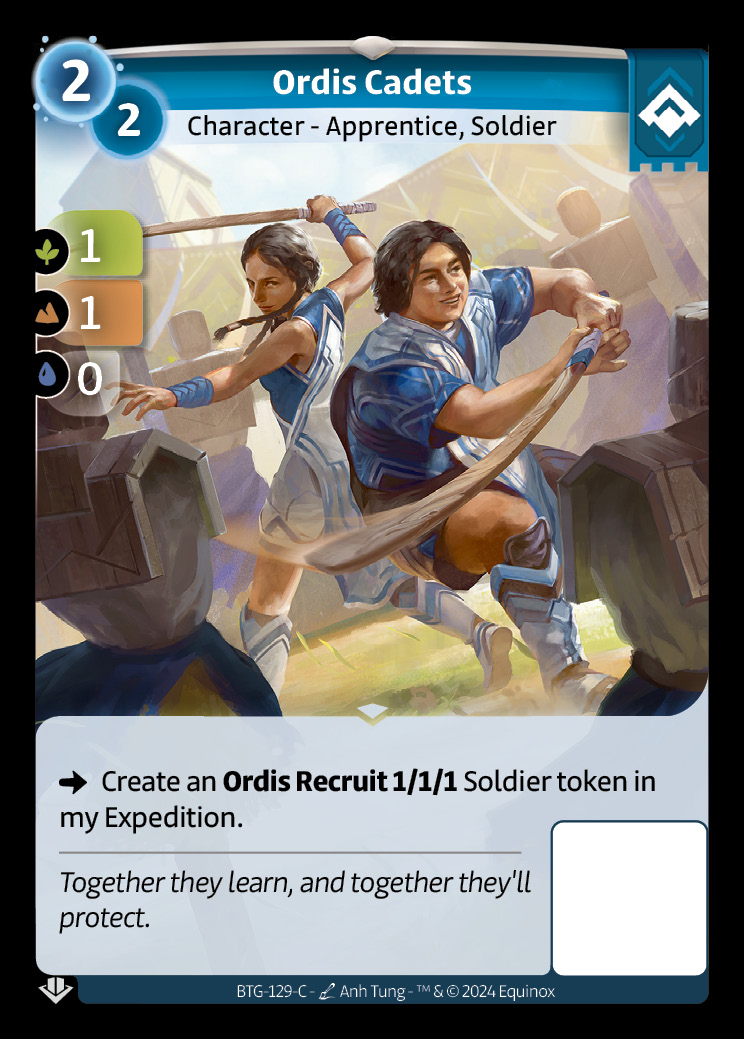 2
Ordis Cadets
2
Character - Apprentice, Soldier
1
1
0
Create an Ordis Recruit 1/1/1 Soldier token in
my Expedition.
Together they learn, and together they'll
protect.
BTG-129-C - Anh Tung - ™ & © 2024 Equinox